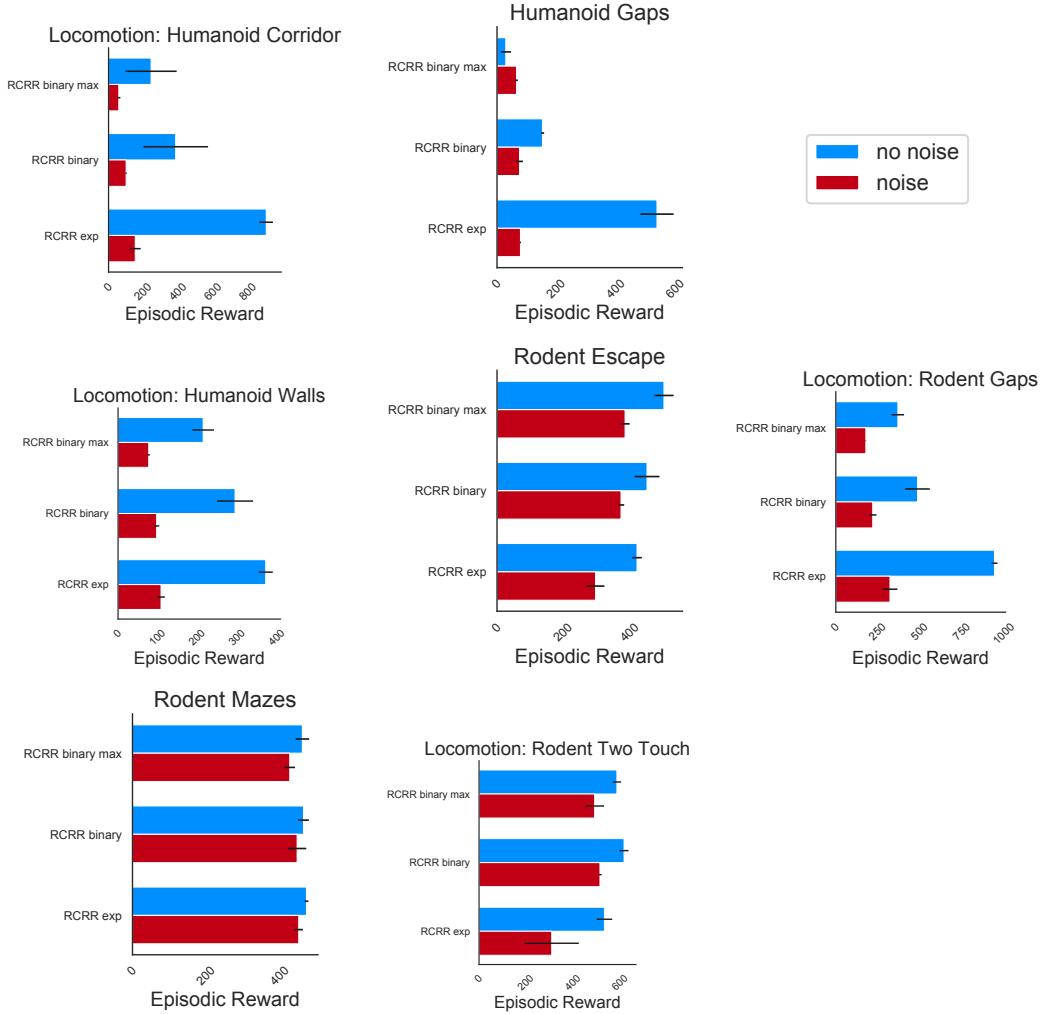 Locomotion: Humanoid Corridor
RCRR binary max
RCRR binary
RCRR exp
0
200
400
600
800
Episodic Reward
Humanoid Gaps
RCRR binary max
RCRR binary
RCRR exp
0
200
400
600
Episodic Reward
no noise
noise
Locomotion: Humanoid Walls
RCRR binary max
RCRR binary
RCRR exp
0
100
200
300
400
Episodic Reward
Rodent Escape
RCRR binary max
RCRR binary
RCRR exp
0
200
400
Episodic Reward
Locomotion: Rodent Gaps
RCRR binary max
RCRR binary
RCRR exp
0
250
500
750
1000
Episodic Reward
Rodent Mazes
RCRR binary max
RCRR binary
RCRR exp
0
200
400
Episodic Reward
Locomotion: Rodent Two Touch
RCRR binary max
RCRR binary
RCRR exp
0
200
400
600
Episodic Reward